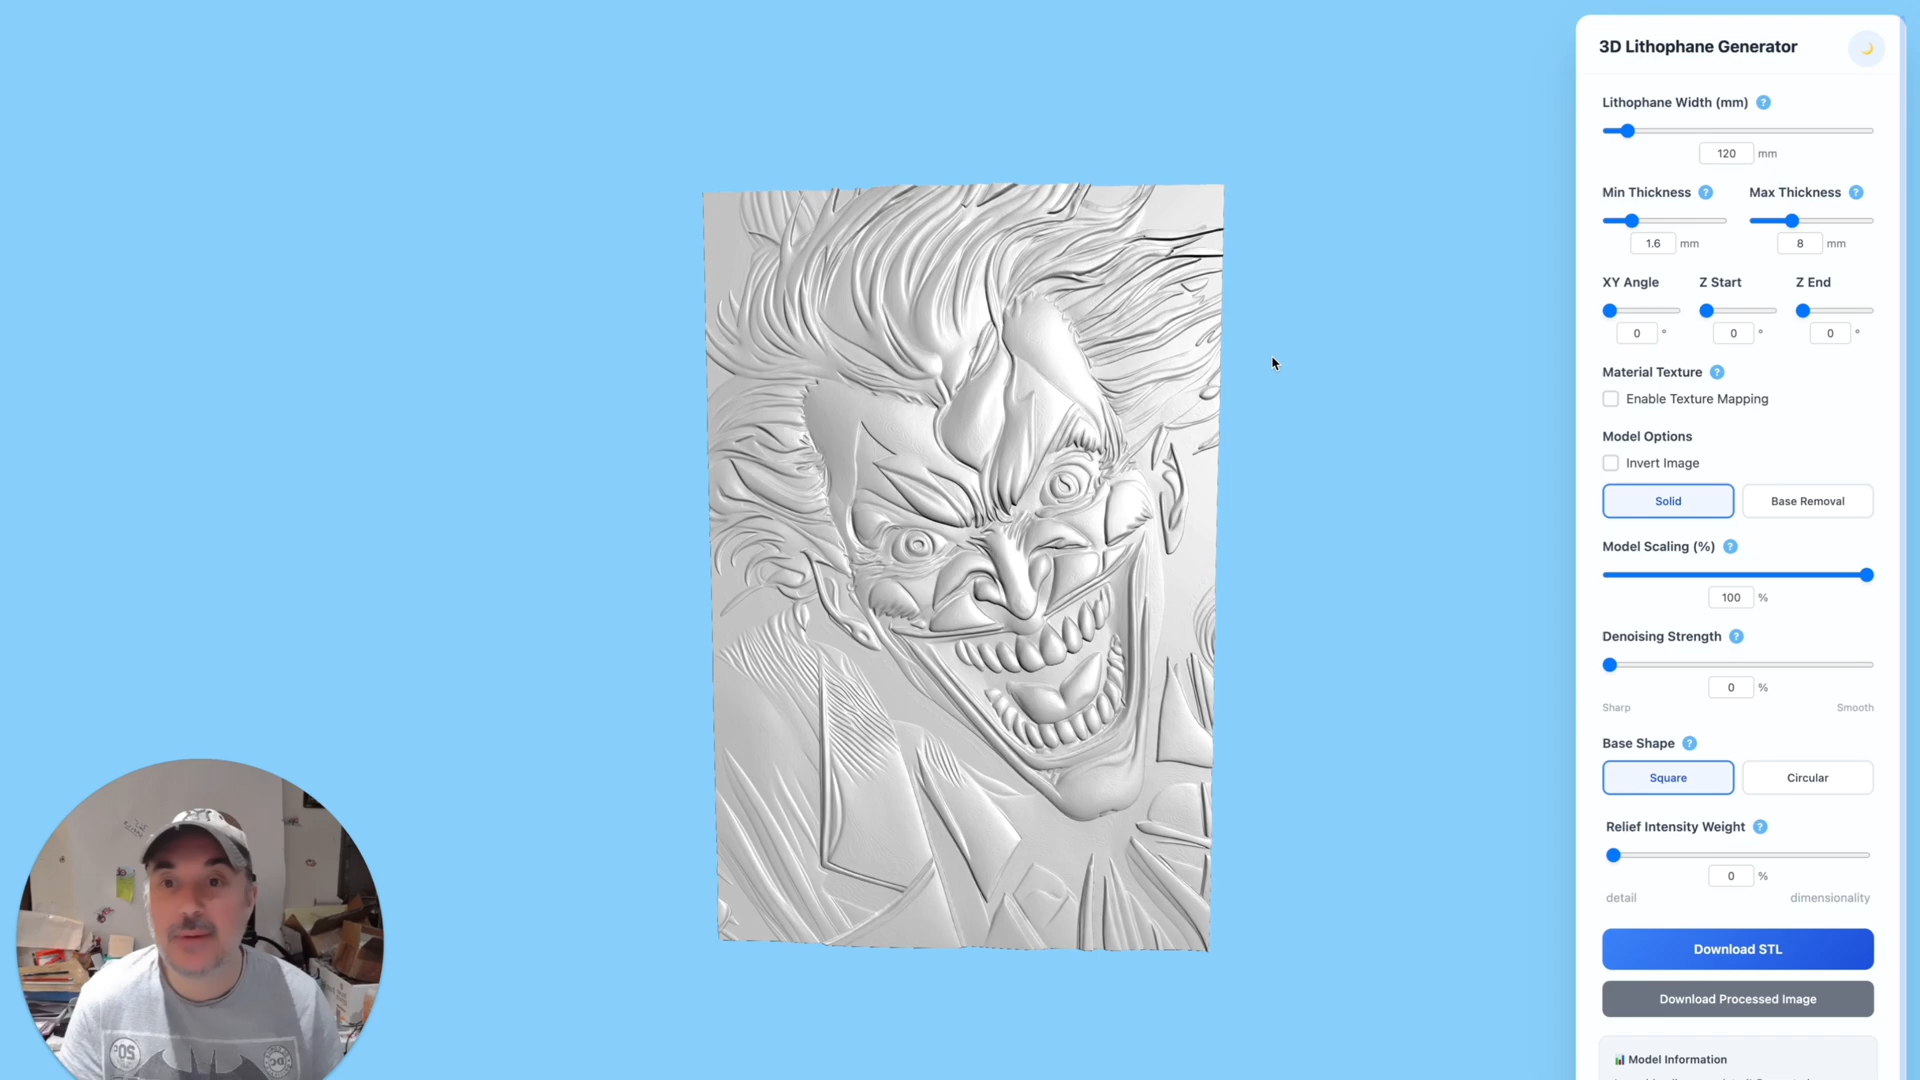 3D Lithophane Generator
Lithophane Width (mm) ?
120 mm
Min Thickness ? Max Thickness ?
1.6 mm 8 mm
XY Angle Z Start Z End
0 ° 0 ° 0 °
Material Texture ?
Enable Texture Mapping
Model Options
Invert Image
Solid Base Removal
Model Scaling (%) ?
100 %
Denoising Strength ?
0 %
Sharp Smooth
Base Shape ?
Square Circular
Relief Intensity Weight ?
0 %
detail dimensionality
Download STL
Download Processed Image
Model Information
DC